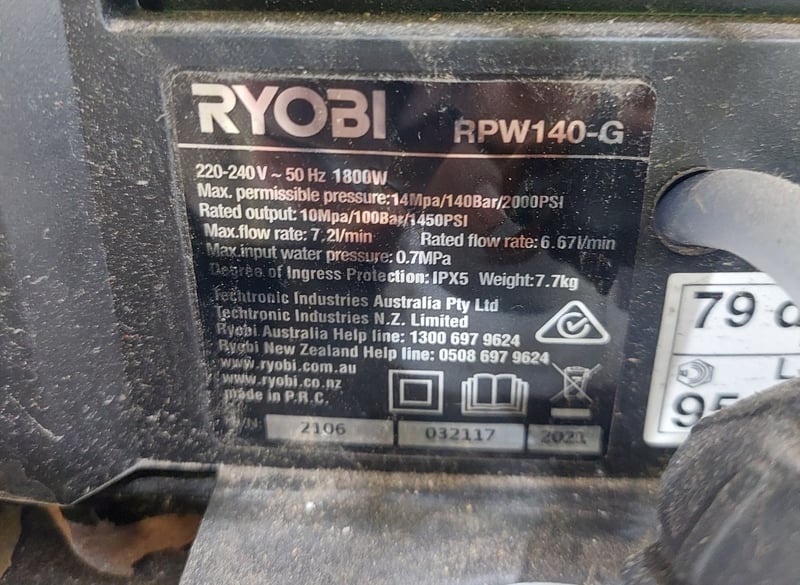 RYOBI
RPW140-G
220-240V ~ 50 Hz 1800W
Max. permissible pressure:14Mpa/140Bar/2000PSI
Rated output: 10Mpa/100Bar/1450PSI
Max.flow rate: 7.2l/min Rated flow rate: 6.67l/min
Max.input water pressure: 0.7MPa
Degree of Ingress Protection: IPX5 Weight:7.7kg
Techtronic Industries Australia Pty Ltd
Techtronic Industries N.Z. Limited
Ryobi Australia Help line: 1300 697 9624
Ryobi New Zealand Help line: 0508 697 9624
www.ryobi.com.au
www.ryobi.co.nz
made in P.R.C.
2106 032117 2021
79 d
L
95